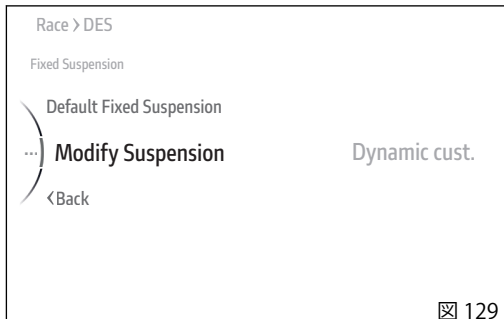 Race > DES
Fixed Suspension
Default Fixed Suspension
Modify Suspension Dynamic cust.
<Back
図 129